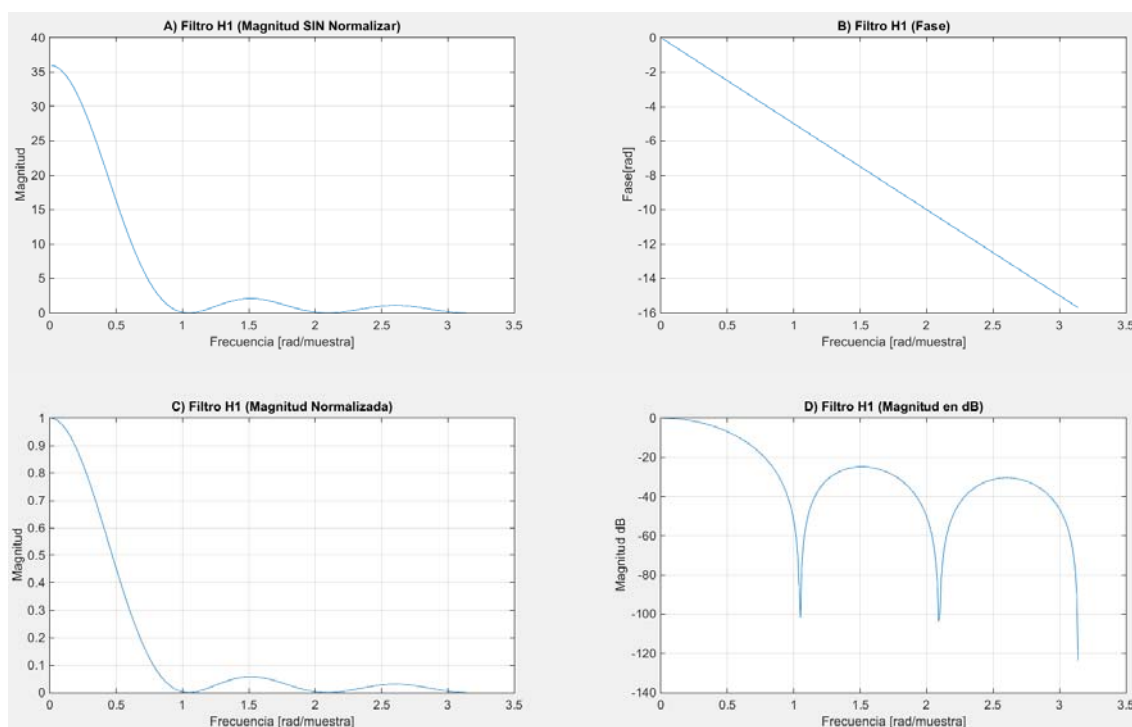 A) Filtro H1 (Magnitud SIN Normalizar)
40
35
30
25
20
15
10
5
0
Magnitud
0 0.5 1 1.5 2 2.5 3 3.5
Frecuencia [rad/muestra]
B) Filtro H1 (Fase)
0
-2
-4
-6
-8
-10
-12
-14
-16
Fase[rad]
0 0.5 1 1.5 2 2.5 3 3.5
Frecuencia [rad/muestra]
C) Filtro H1 (Magnitud Normalizada)
1
0.9
0.8
0.7
0.6
0.5
0.4
0.3
0.2
0.1
0
Magnitud
0 0.5 1 1.5 2 2.5 3 3.5
Frecuencia [rad/muestra]
D) Filtro H1 (Magnitud en dB)
0
-20
-40
-60
-80
-100
-120
-140
Magnitud dB
0 0.5 1 1.5 2 2.5 3 3.5
Frecuencia [rad/muestra]